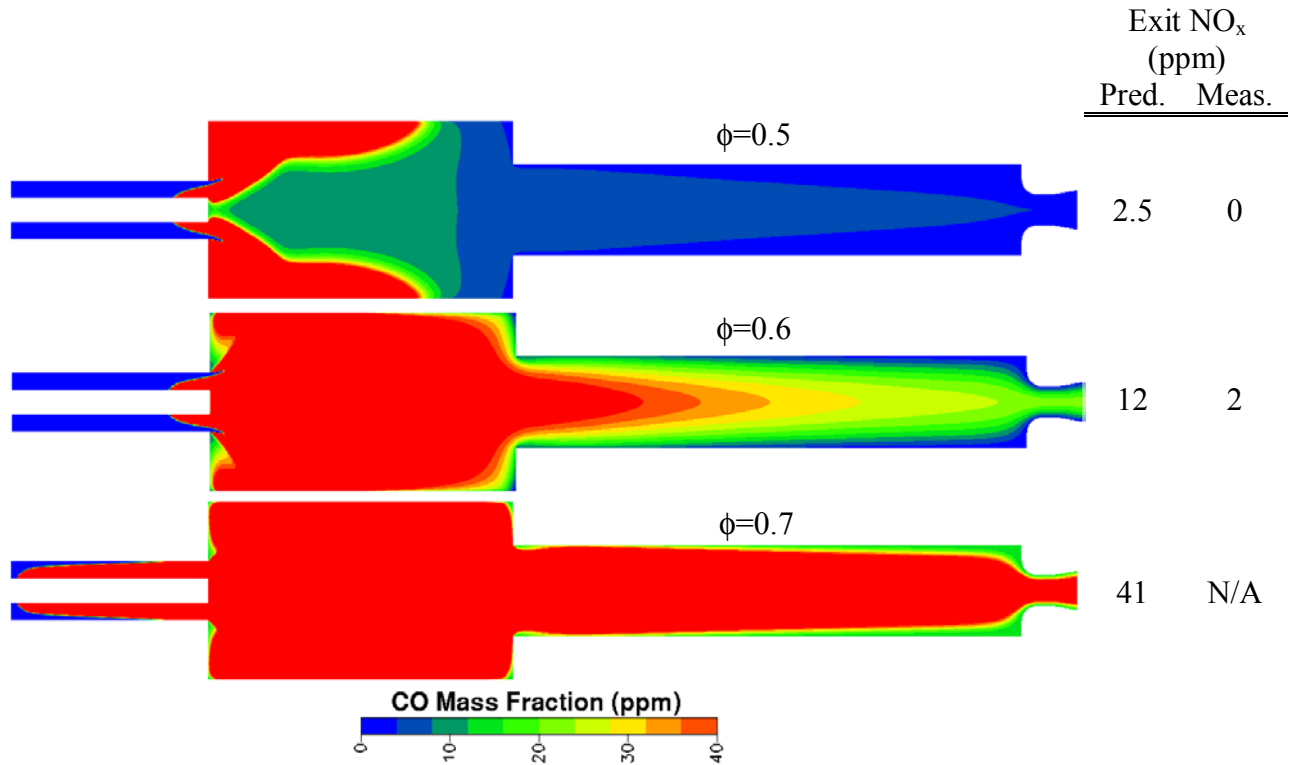 Exit NOx
(ppm)
Pred. Meas.
ϕ=0.5
2.5 0
ϕ=0.6
12 2
ϕ=0.7
41 N/A
CO Mass Fraction (ppm)
0 10 20 30 40